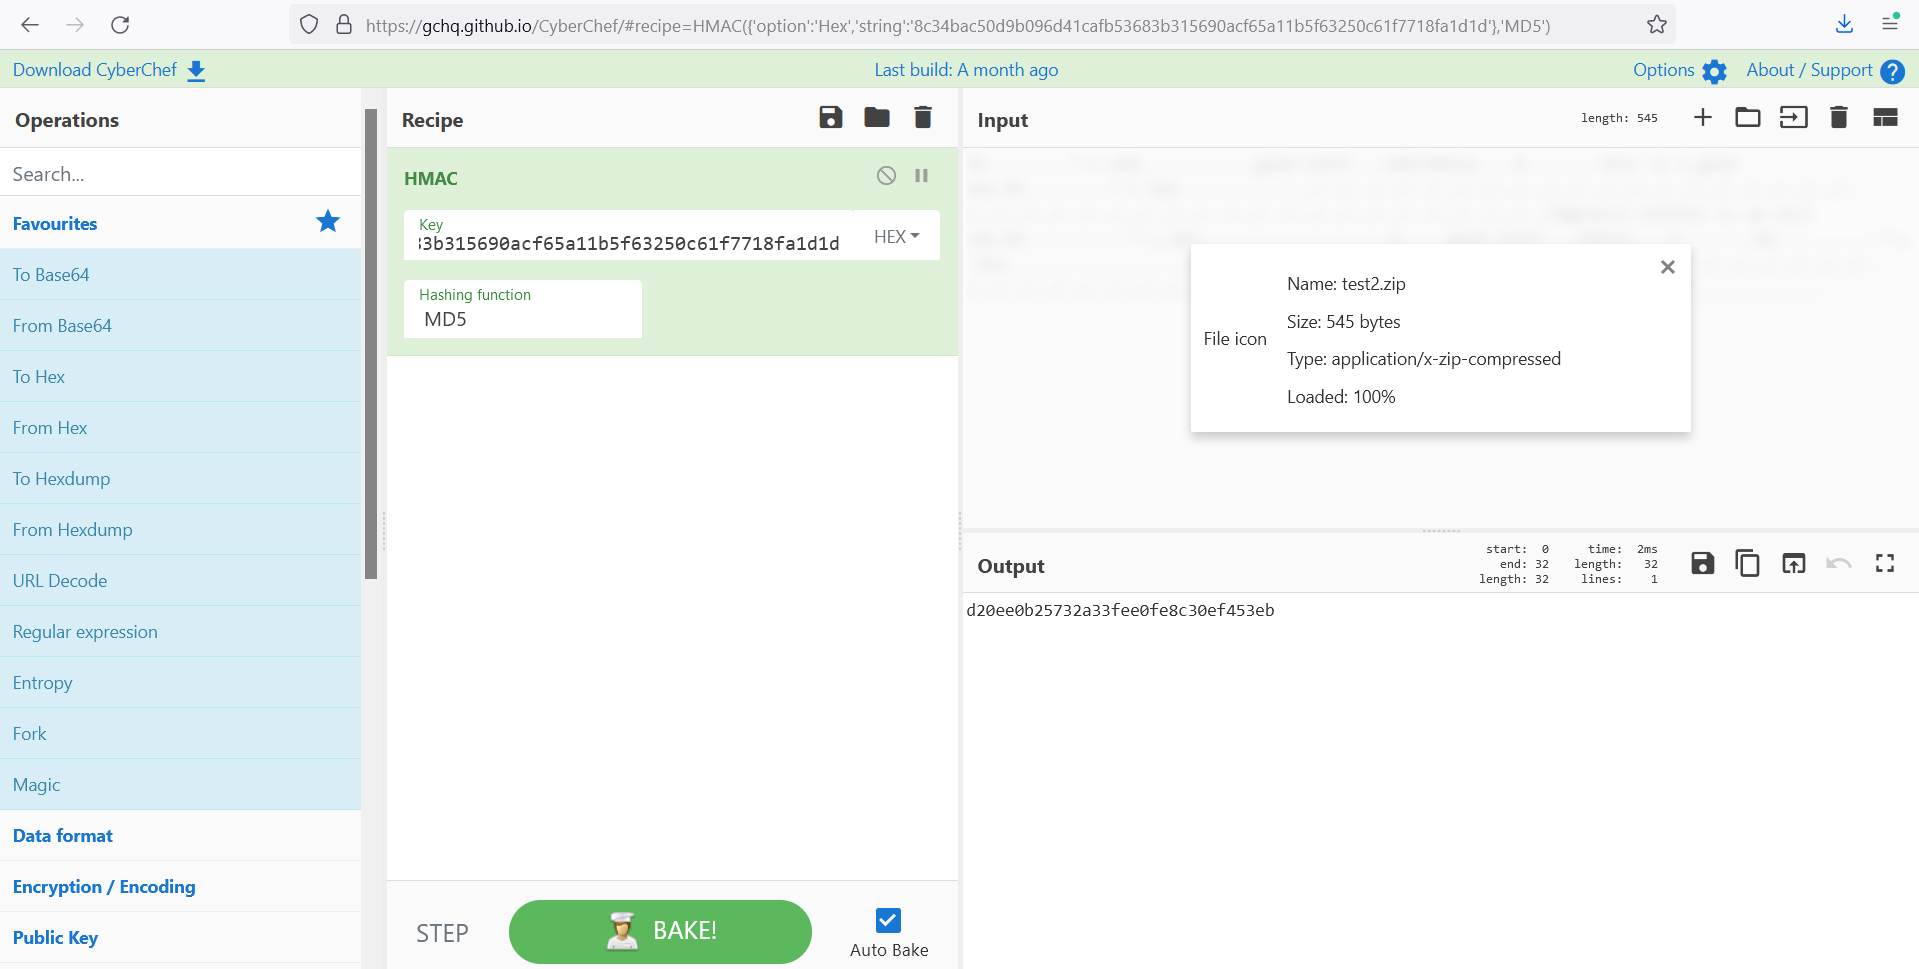 https://gchq.github.io/CyberChef/#recipe=HMAC({'option':'Hex','string':'8c34bac50d9b096d41cafb53683b315690acf65a11b5f63250c61f7718fa1d1d'},'MD5')
Download CyberChef
Last build: A month ago
Options
About / Support
Operations
Search...
Favourites
To Base64
From Base64
To Hex
From Hex
To Hexdump
From Hexdump
URL Decode
Regular expression
Entropy
Fork
Magic
Data format
Encryption / Encoding
Public Key
Recipe
HMAC
Key
33b315690acf65a11b5f63250c61f7718fa1d1d
HEX
Hashing function
MD5
STEP
BAKE!
Auto Bake
Input
length: 545
File icon
Name: test2.zip
Size: 545 bytes
Type: application/x-zip-compressed
Loaded: 100%
Output
start: 0 time: 2ms
end: 32 length: 32
length: 32 lines: 1
d20ee0b25732a33fee0fe8c30ef453eb